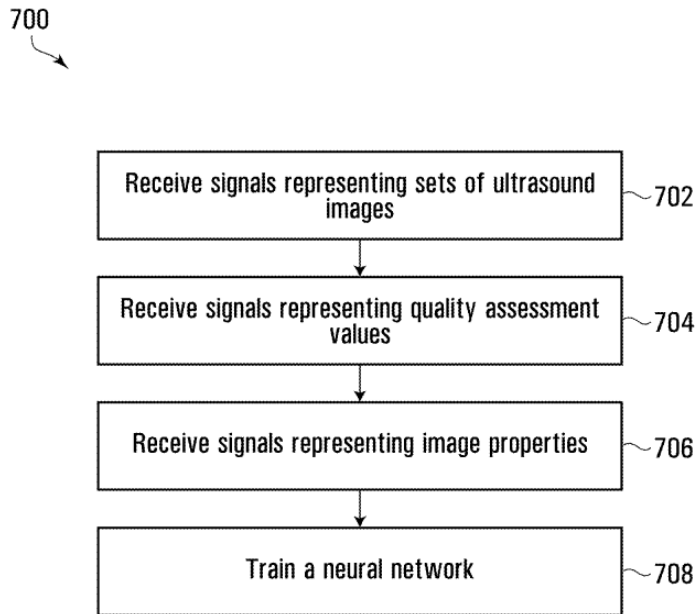 700
Receive signals representing sets of ultrasound
images
702
Receive signals representing quality assessment
values
704
Receive signals representing image properties
706
Train a neural network
708